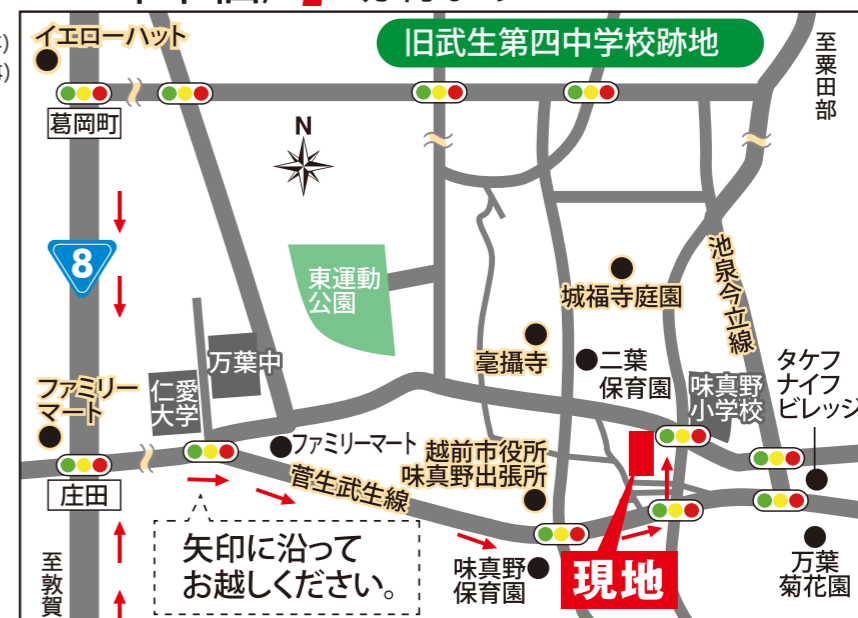 旧武生第四中学校跡地
イエローハット
至粟田部
葛岡町
N
8
東運動
公園
池泉今立線
城福寺庭園
毫攝寺
二葉
保育園
万葉中
仁愛
大学
味真野
小学校
タケフ
ナイフ
ビレッジ
ファミリー
マート
ファミリーマート
越前市役所
味真野出張所
菅生武生線
庄田
矢印に沿って
お越しください。
至敦賀
味真野
保育園
現地
万葉
菊花園